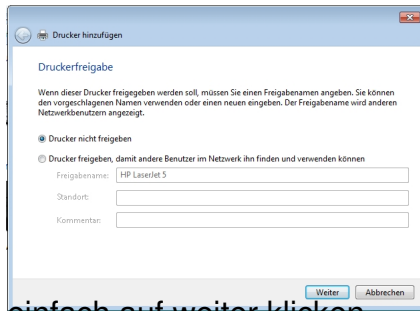 Drucker hinzufügen
Druckerfreigabe
Wenn dieser Drucker freigegeben werden soll, müssen Sie einen Freigabenamen angeben. Sie können
den vorgeschlagenen Namen verwenden oder einen neuen eingeben. Der Freigabename wird anderen
Netzwerkbenutzern angezeigt.
Drucker nicht freigeben
Drucker freigeben, damit andere Benutzer im Netzwerk ihn finden und verwenden können
Freigabename: HP LaserJet 5
Standort:
Kommentar:
Weiter Abbrechen
einfach auf weiter klicken